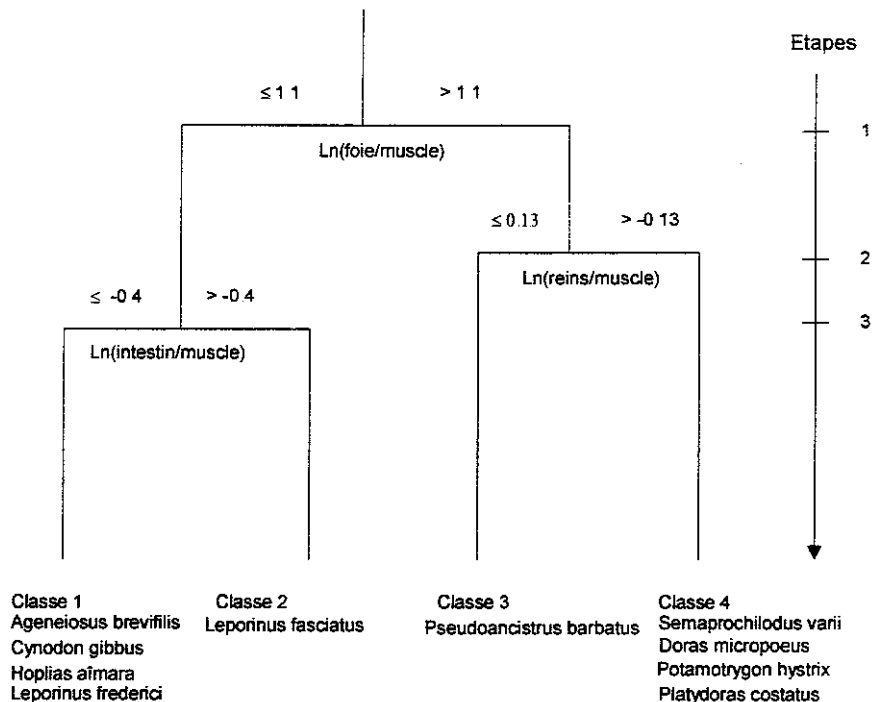 Etapes
≤ 1 1 > 1 1
1
Ln(foie/muscle)
≤ 0.13 > -0 13
2
Ln(reins/muscle)
≤ -0 4 > -0.4
3
Ln(intestin/muscle)
Classe 1
Ageneiosus brevifilis
Cynodon gibbus
Hoplias aïmara
Leporinus frederici
Classe 2
Leporinus fasciatus
Classe 3
Pseudoancistrus barbatus
Classe 4
Semaprochilodus varii
Doras micropoeus
Potamotrygon hystrix
Platydoras costatus